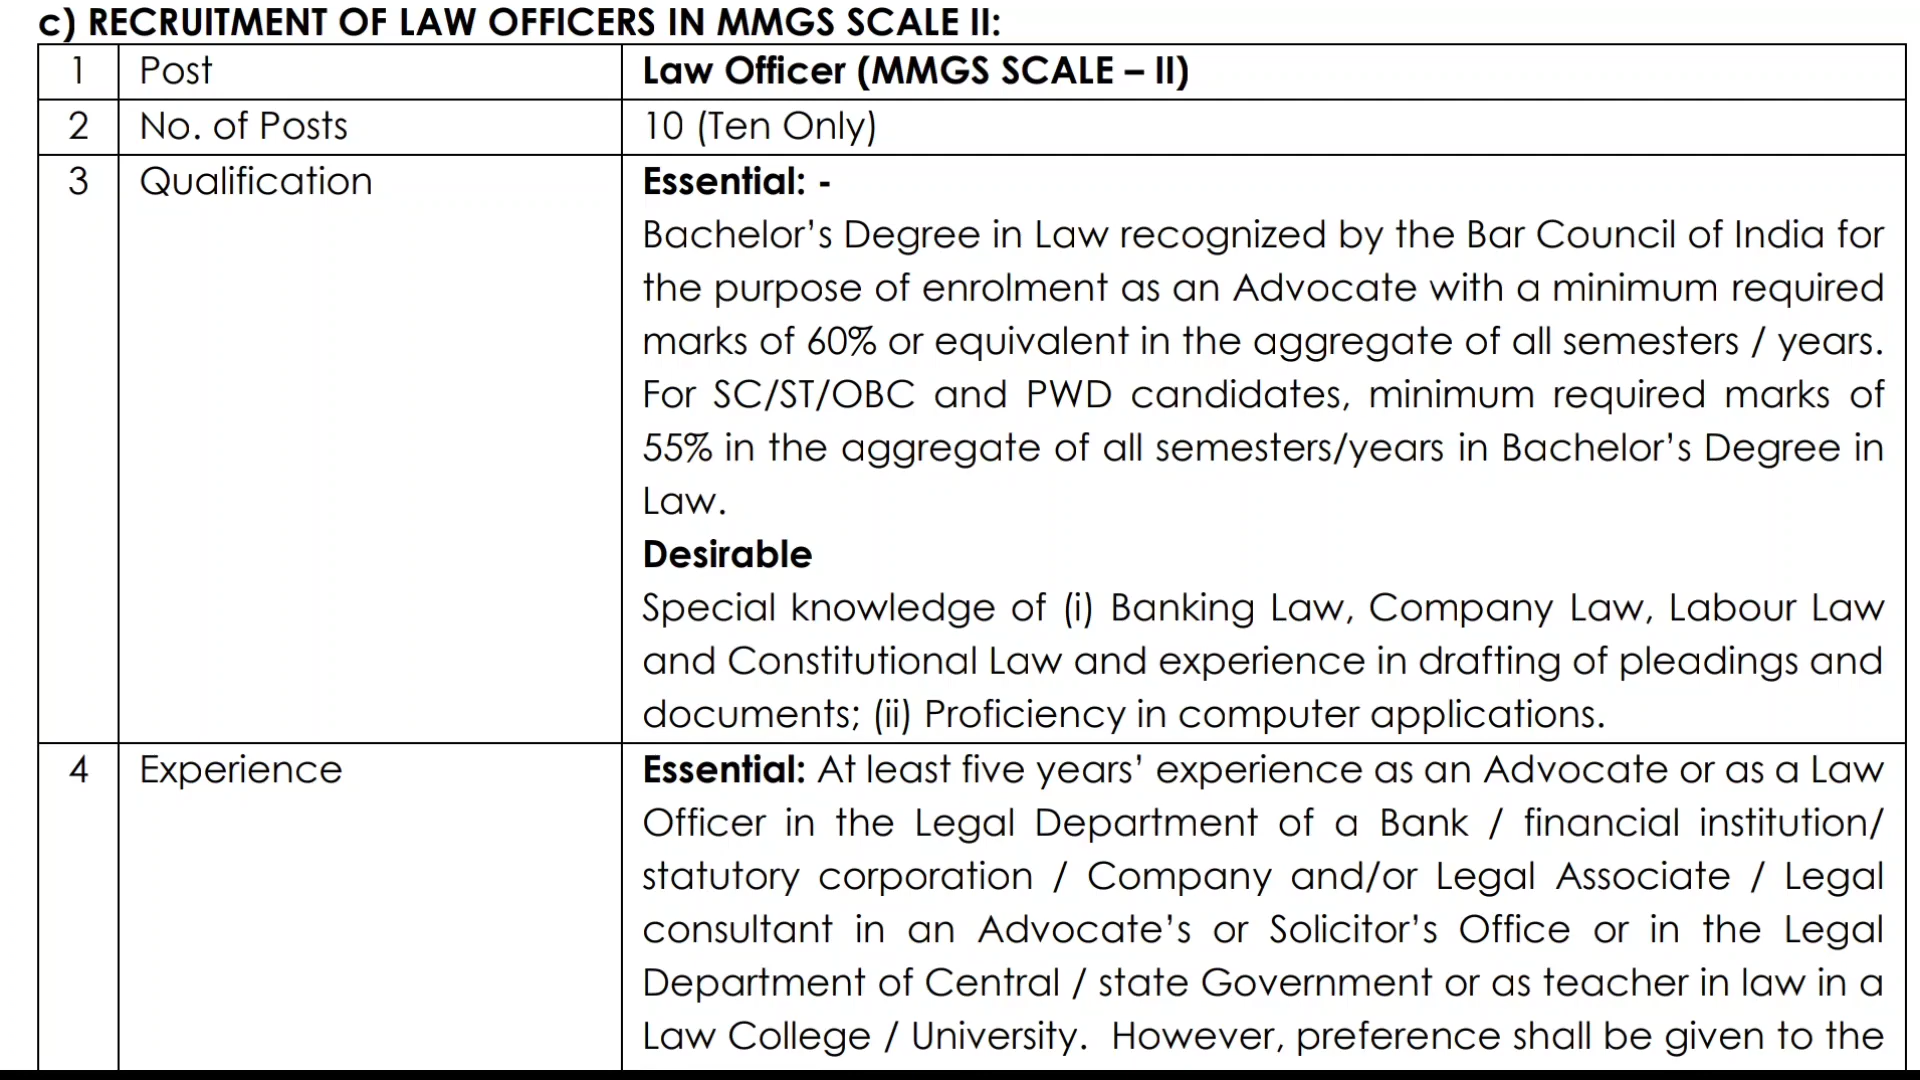 c) RECRUITMENT OF LAW OFFICERS IN MMGS SCALE II:
1 Post Law Officer (MMGS SCALE – II)
2 No. of Posts 10 (Ten Only)
3 Qualification Essential: -
Bachelor’s Degree in Law recognized by the Bar Council of India for
the purpose of enrolment as an Advocate with a minimum required
marks of 60% or equivalent in the aggregate of all semesters / years.
For SC/ST/OBC and PWD candidates, minimum required marks of
55% in the aggregate of all semesters/years in Bachelor’s Degree in
Law.
Desirable
Special knowledge of (i) Banking Law, Company Law, Labour Law
and Constitutional Law and experience in drafting of pleadings and
documents; (ii) Proficiency in computer applications.
4 Experience Essential: At least five years’ experience as an Advocate or as a Law
Officer in the Legal Department of a Bank / financial institution/
statutory corporation / Company and/or Legal Associate / Legal
consultant in an Advocate’s or Solicitor’s Office or in the Legal
Department of Central / state Government or as teacher in law in a
Law College / University. However, preference shall be given to the